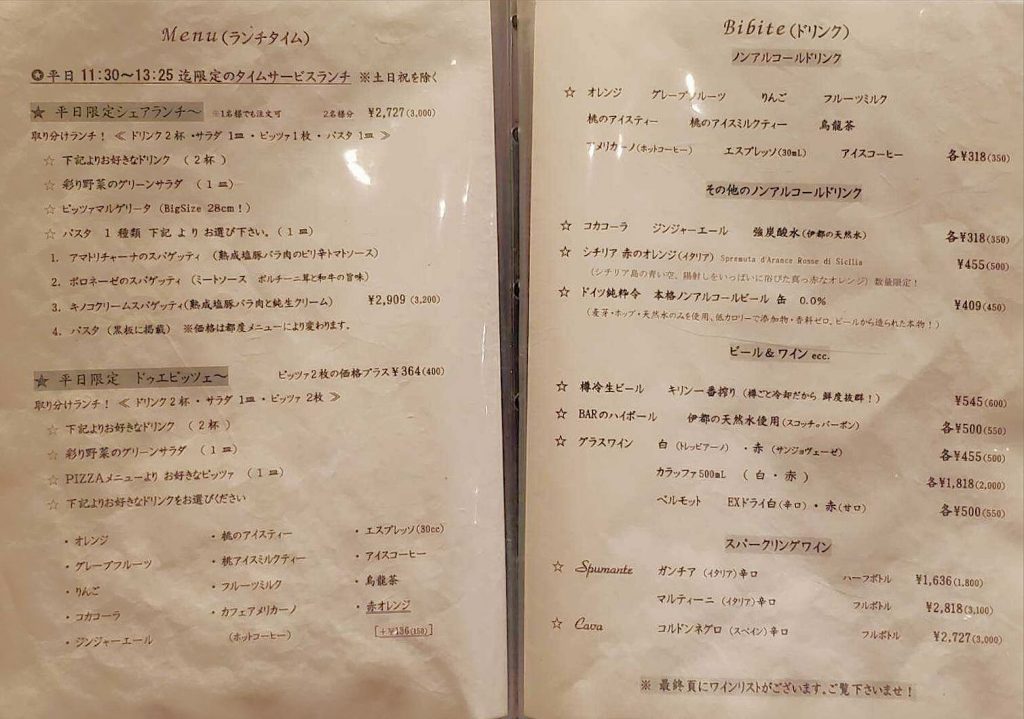 Menu(ランチタイム)
✪平日 11:30～13:25 迄限定のタイムサービスランチ ※土日祝を除く
★ 平日限定シェアランチ～ ※1名様でも注文可 2名様分 ¥2,727(3,000)
取り分けランチ！ ≪ ドリンク2杯・サラダ 1皿・ピッツァ1枚・パスタ 1皿 ≫
☆ 下記よりお好きなドリンク (2杯)
☆ 彩り野菜のグリーンサラダ (1皿)
☆ ピッツァマルゲリータ (BigSize 28cm！)
☆ パスタ 1 種類 下記 よ りお選び下さい。(1皿)
1. アマトリチャーナのスパゲッティ (熟成塩豚バラ肉のピリ辛トマトソース)
2. ボロネーゼのスパゲッティ (ミートソース ポルチーニ茸と和牛の旨味)
3. キノコクリームスパゲッティ(熟成塩豚バラ肉と純生クリーム) ¥2,909 (3,200)
4. パスタ (黒板に掲載) ※価格は都度メニューにより変わります。
★ 平日限定 ドゥエピッツェ～ ピッツァ2枚の価格プラス¥364(400)
取り分けランチ！ ≪ ドリンク2杯・サラダ 1皿・ピッツァ 2枚 ≫
☆ 下記よりお好きなドリンク (2杯)
☆ 彩り野菜のグリーンサラダ (1皿)
☆ PIZZAメニューより お好きなピッツァ (1皿)
☆ 下記よりお好きなドリンクをお選びください
・オレンジ ・桃のアイスティー ・エスプレッソ(30cc)
・グレープフルーツ ・桃アイスミルクティー ・アイスコーヒー
・りんご ・フルーツミルク ・烏龍茶
・コカコーラ ・カフェアメリカーノ ・赤オレンジ
・ジンジャーエール (ホットコーヒー) [+¥136(150)]
Bibite(ドリンク)
ノンアルコールドリンク
☆ オレンジ グレープフルーツ りんご フルーツミルク
桃のアイスティー 桃のアイスミルクティー 烏龍茶
アメリカーノ(ホットコーヒー) エスプレッソ(30mL) アイスコーヒー 各¥318(350)
その他のノンアルコールドリンク
☆ コカコーラ ジンジャーエール 強炭酸水(伊都の天然水) 各¥318(350)
☆ シチリア 赤のオレンジ(イタリア) Spremuta d'Arance Rosse di Sicilia ¥455(500)
(シチリア島の青い空、陽射しをいっぱいに浴びた真っ赤なオレンジ) 数量限定！
☆ ドイツ純粋令 本格ノンアルコールビール 缶 0.0% ¥409(450)
(麦芽・ホップ・天然水のみを使用、低カロリーで添加物・香料ゼロ。ビールから造られた本物！)
ビール＆ワイン ecc.
☆ 樽冷生ビール キリン一番搾り (樽ごと冷却だから 鮮度抜群！) ¥545(600)
☆ BARのハイボール 伊都の天然水使用(スコッチorバーボン) 各¥500(550)
☆ グラスワイン 白 (トレッビアーノ) ・赤 (サンジョヴェーゼ) 各¥455(500)
カラッファ500mL (白・赤) 各¥1,818(2,000)
ベルモット EXドライ白(辛口)・赤(甘口) 各¥500(550)
スパークリングワイン
☆ Spumante ガンチア (イタリア)辛口 ハーフボトル ¥1,636(1,800)
マルティーニ (イタリア)辛口 フルボトル ¥2,818(3,100)
☆ Cava コルドンネグロ (スペイン)辛口 フルボトル ¥2,727(3,000)
※ 最終頁にワインリストがございます。ご覧下さいませ！